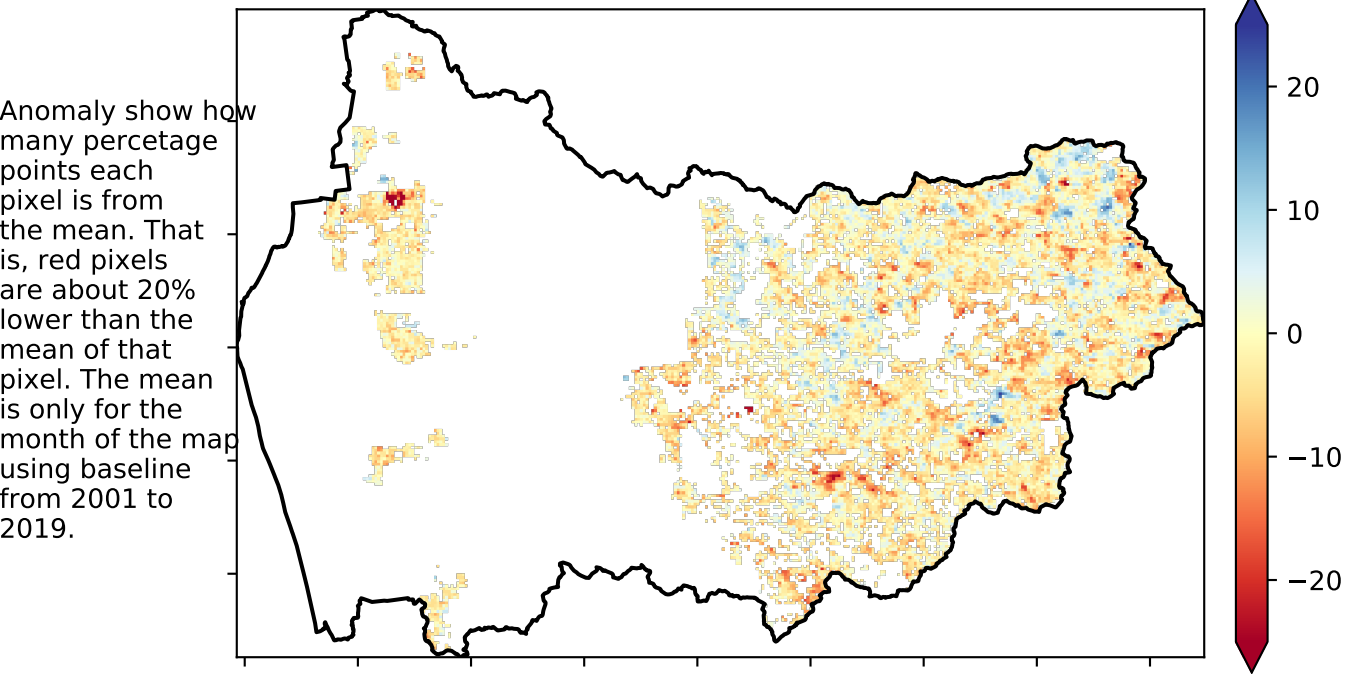 Anomaly show how
many percetage
points each
pixel is from
the mean. That
is, red pixels
are about 20%
lower than the
mean of that
pixel. The mean
is only for the
month of the map
using baseline
from 2001 to
2019.
20
10
0
−10
−20